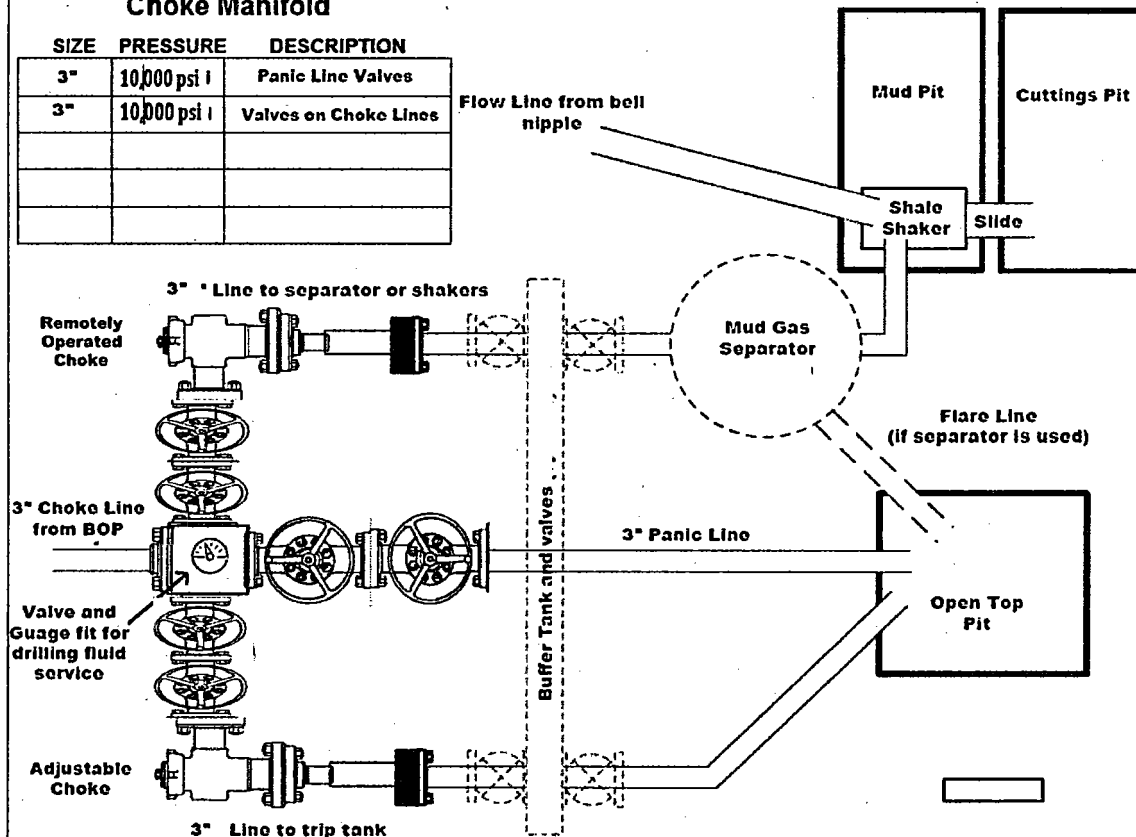 Choke Manifold
SIZE PRESSURE DESCRIPTION
3" 10,000 psi Panic Line Valves
3" 10,000 psi Valves on Choke Lines
Flow Line from bell
nipple
Mud Pit
Cuttings Pit
Shale
Shaker
Slide
3" Line to separator or shakers
Remotely
Operated
Choke
Mud Gas
Separator
Flare Line
(if separator is used)
3" Choke Line
from BOP
3" Panic Line
Buffer Tank and valves
Open Top
Pit
Valve and
Guage fit for
drilling fluid
service
Adjustable
Choke
3" Line to trip tank